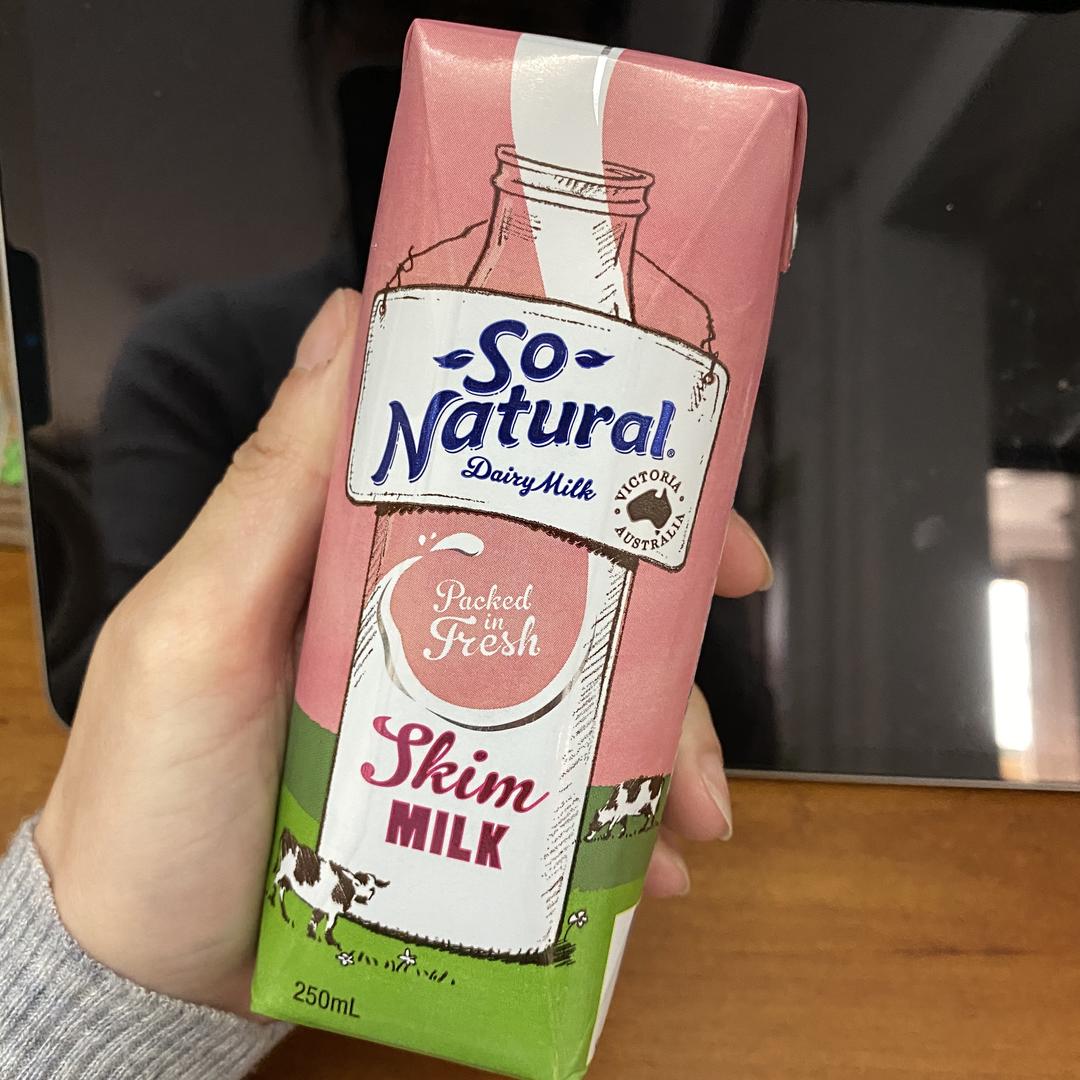 So
Natural®
Dairy Milk
VICTORIA
AUSTRALIA
Packed
in
Fresh
Skim
MILK
250mL